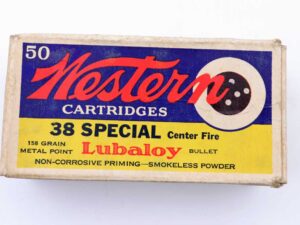 50
Western
CARTRIDGES
38 SPECIAL Center Fire
158 GRAIN
METAL POINT Lubaloy BULLET
NON-CORROSIVE PRIMING—SMOKELESS POWDER